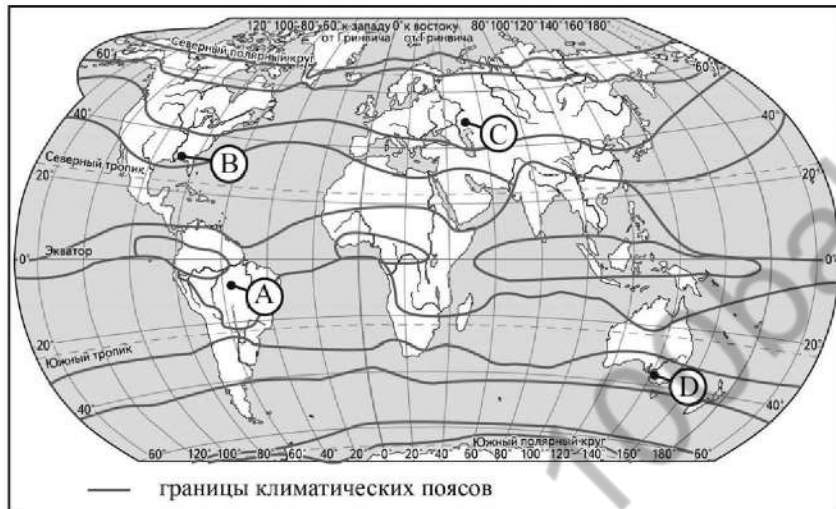 120° 100° 80° 60° к западу 0° к востоку 80° 100° 120° 140° 160° 180°
от Гринвича от Гринвича
Северный полярный круг
60° 60°
40° 40°
C
B
Северный тропик
20° 20°
Экватор
0° 0°
A
20° 20°
Южный тропик
D
40° 40°
Южный полярный круг
60° 120° 100° 80° 60° 40° 20° 0° 20° 40° 60° 80° 100° 120° 140° 160° 180° 60°
границы климатических поясов